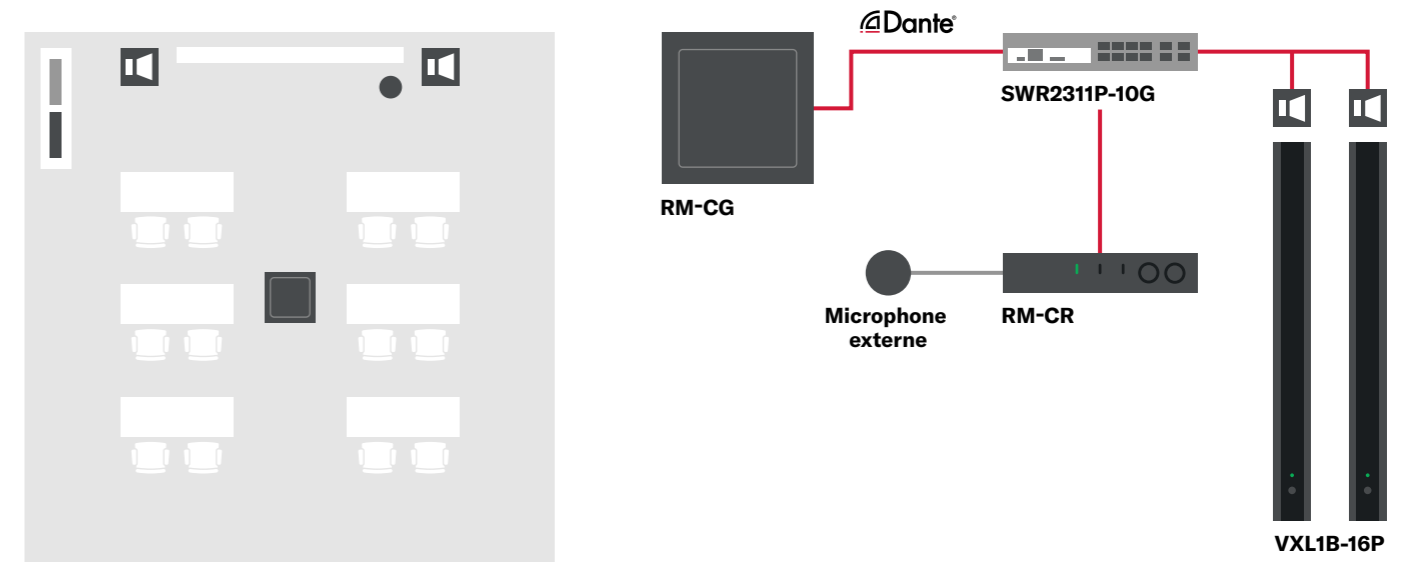 Dante®
SWR2311P-10G
RM-CG
Microphone
externe
RM-CR
VXL1B-16P